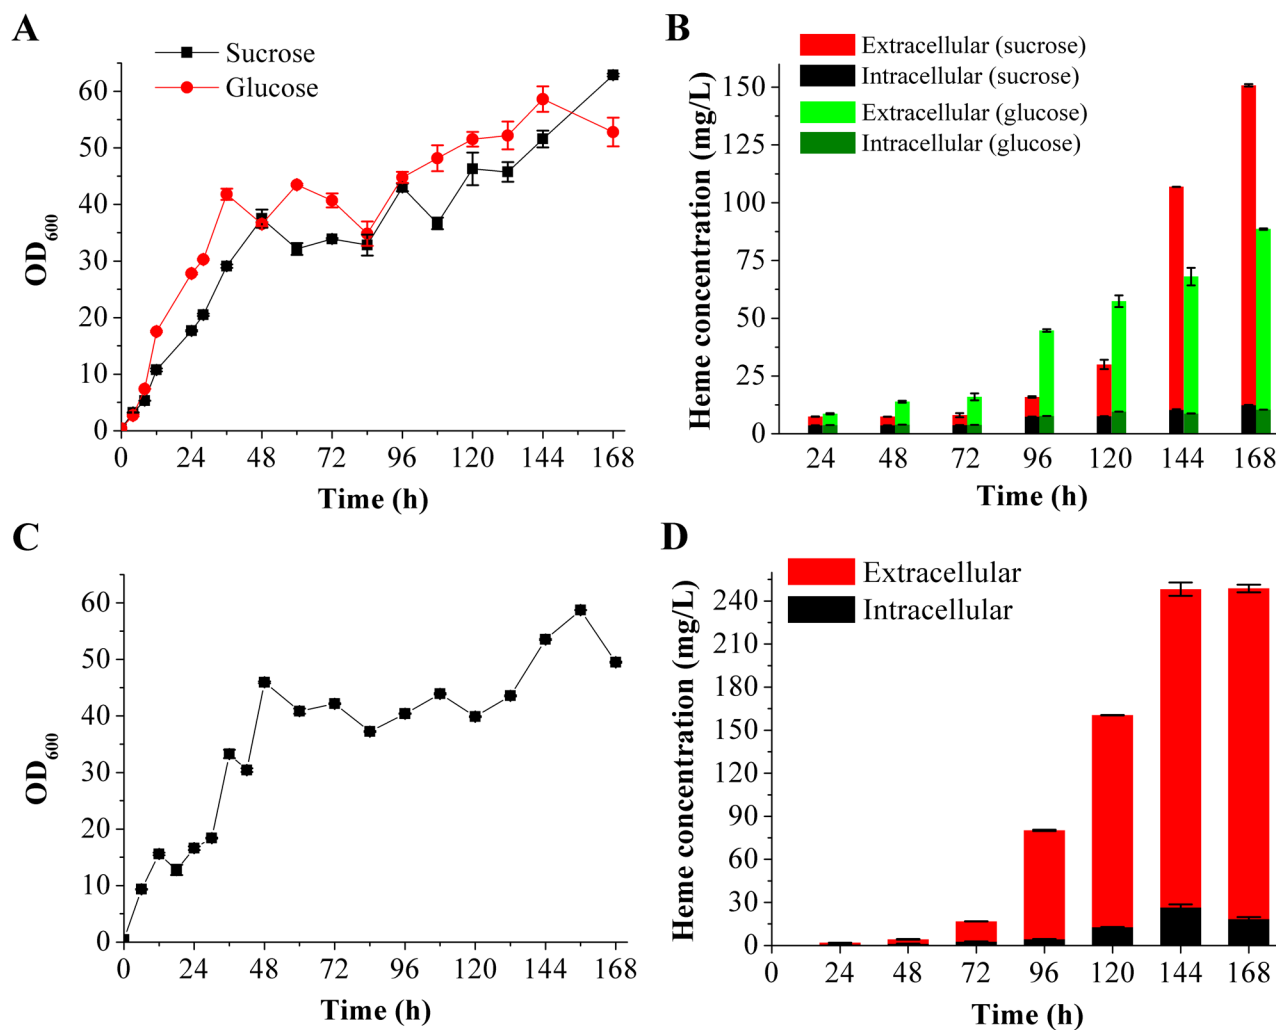 A
Sucrose
Glucose
OD600
60
50
40
30
20
10
0
0 24 48 72 96 120 144 168
Time (h)
B
Extracellular (sucrose)
Intracellular (sucrose)
Extracellular (glucose)
Intracellular (glucose)
Heme concentration (mg/L)
150
125
100
75
50
25
0
24 48 72 96 120 144 168
Time (h)
C
OD600
60
50
40
30
20
10
0
0 24 48 72 96 120 144 168
Time (h)
D
Extracellular
Intracellular
Heme concentration (mg/L)
240
210
180
150
120
90
60
30
0
0 24 48 72 96 120 144 168
Time (h)